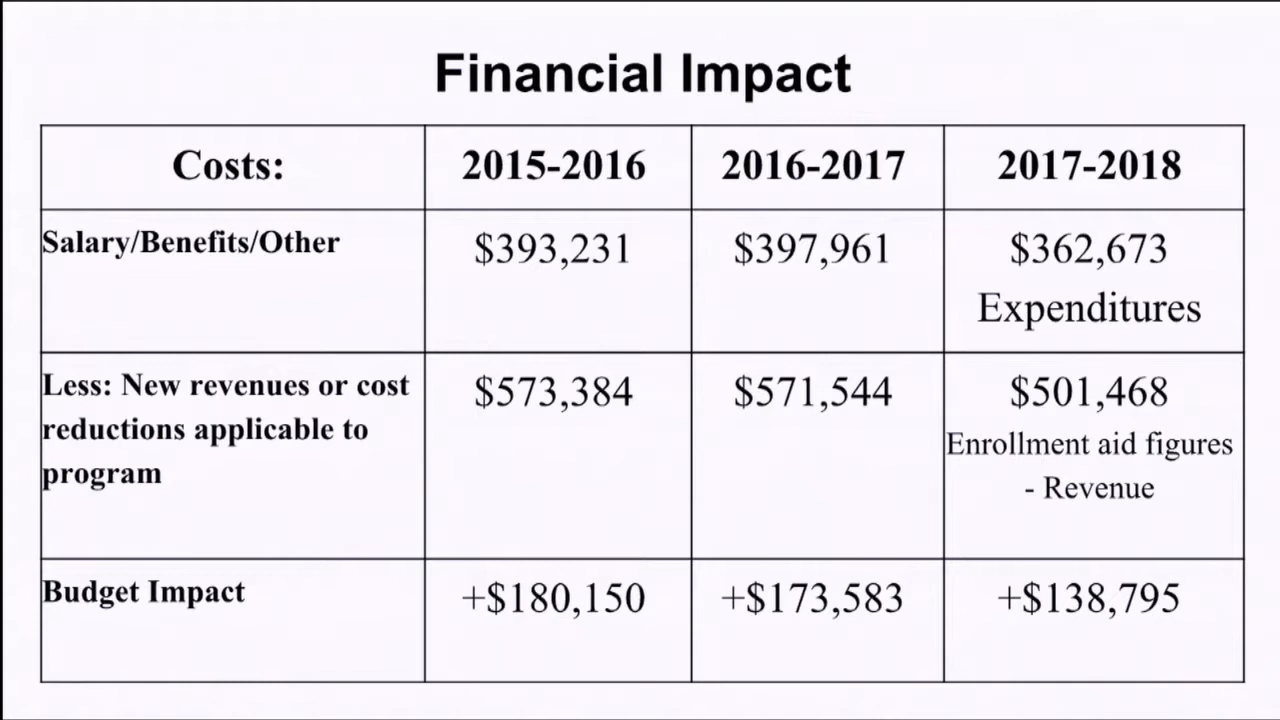 Financial Impact
Costs: 2015-2016 2016-2017 2017-2018
Salary/Benefits/Other $393,231 $397,961 $362,673
Expenditures
Less: New revenues or cost $573,384 $571,544 $501,468
reductions applicable to Enrollment aid figures
program - Revenue
Budget Impact +$180,150 +$173,583 +$138,795